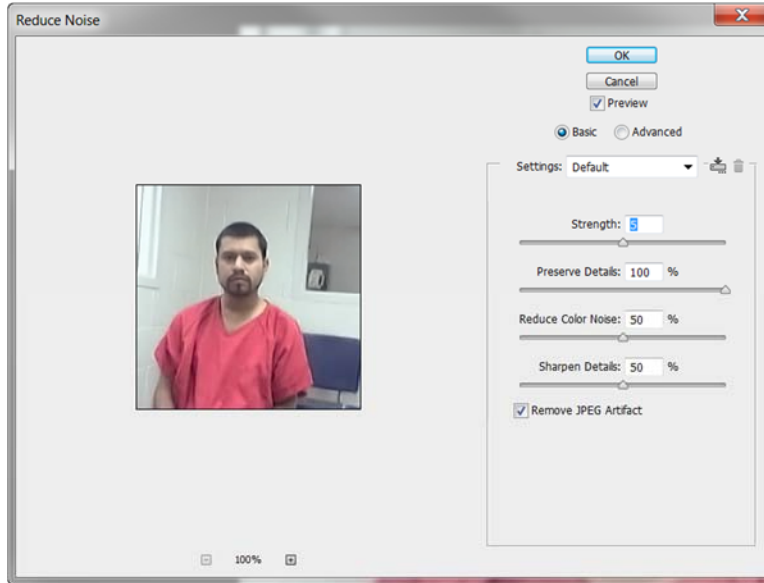 Reduce Noise
OK
Cancel
Preview
Basic Advanced
Settings: Default
Strength: 5
Preserve Details: 100 %
Reduce Color Noise: 50 %
Sharpen Details: 50 %
Remove JPEG Artifact
100%